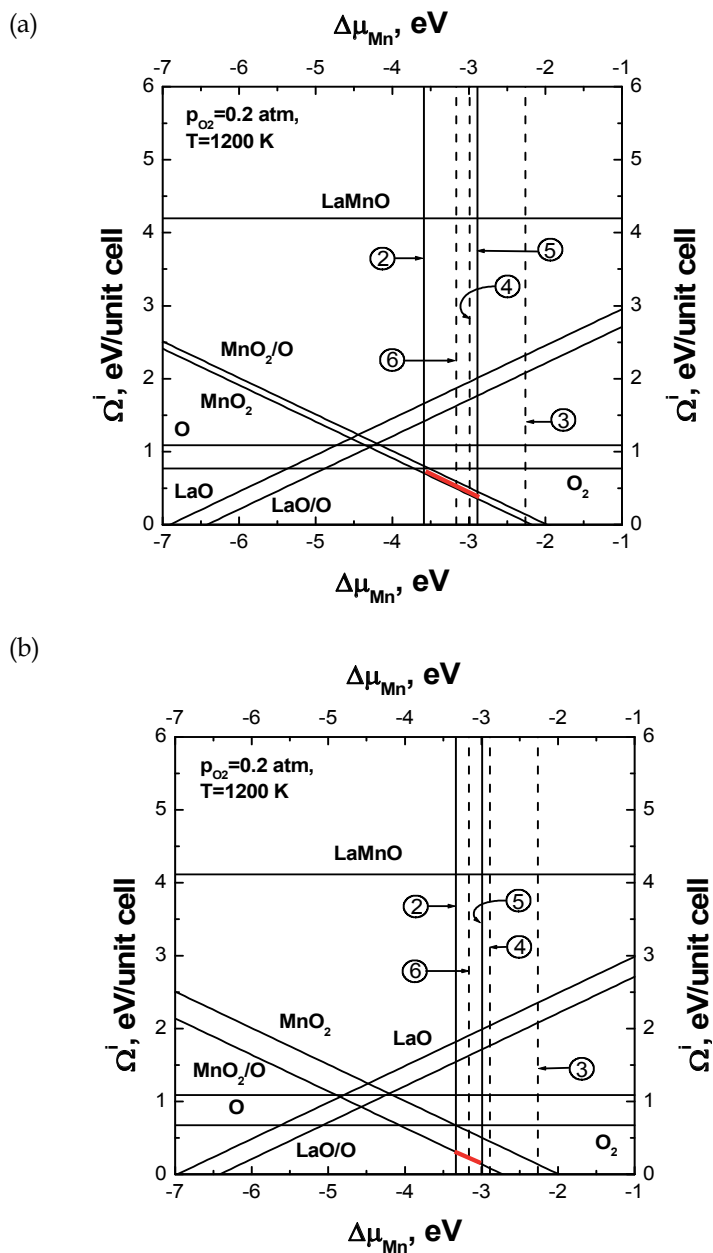 (a)
Δμ_Mn, eV
-7 -6 -5 -4 -3 -2 -1
p_O2=0.2 atm,
T=1200 K
LaMnO
2
5
4
6
3
MnO_2/O
MnO_2
O
LaO
LaO/O
O_2
Ω^i, eV/unit cell
6
5
4
3
2
1
0
Ω^i, eV/unit cell
6
5
4
3
2
1
0
-7 -6 -5 -4 -3 -2 -1
Δμ_Mn, eV
(b)
Δμ_Mn, eV
-7 -6 -5 -4 -3 -2 -1
p_O2=0.2 atm,
T=1200 K
LaMnO
2
5
4
6
3
MnO_2
LaO
MnO_2/O
O
LaO/O
O_2
Ω^i, eV/unit cell
6
5
4
3
2
1
0
Ω^i, eV/unit cell
6
5
4
3
2
1
0
-7 -6 -5 -4 -3 -2 -1
Δμ_Mn, eV